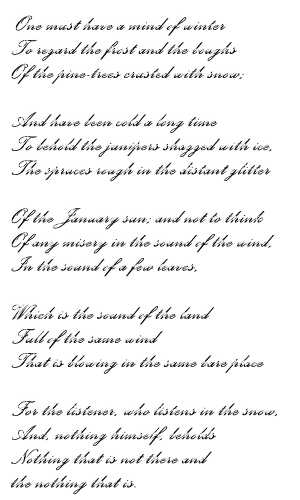 One must have a mind of winter
To regard the frost and the boughs
Of the pine-trees crusted with snow;

And have been cold a long time
To behold the junipers shagged with ice,
The spruces rough in the distant glitter

Of the January sun; and not to think
Of any misery in the sound of the wind,
In the sound of a few leaves,

Which is the sound of the land
Full of the same wind
That is blowing in the same bare place

For the listener, who listens in the snow,
And, nothing himself, beholds
Nothing that is not there and
the nothing that is.